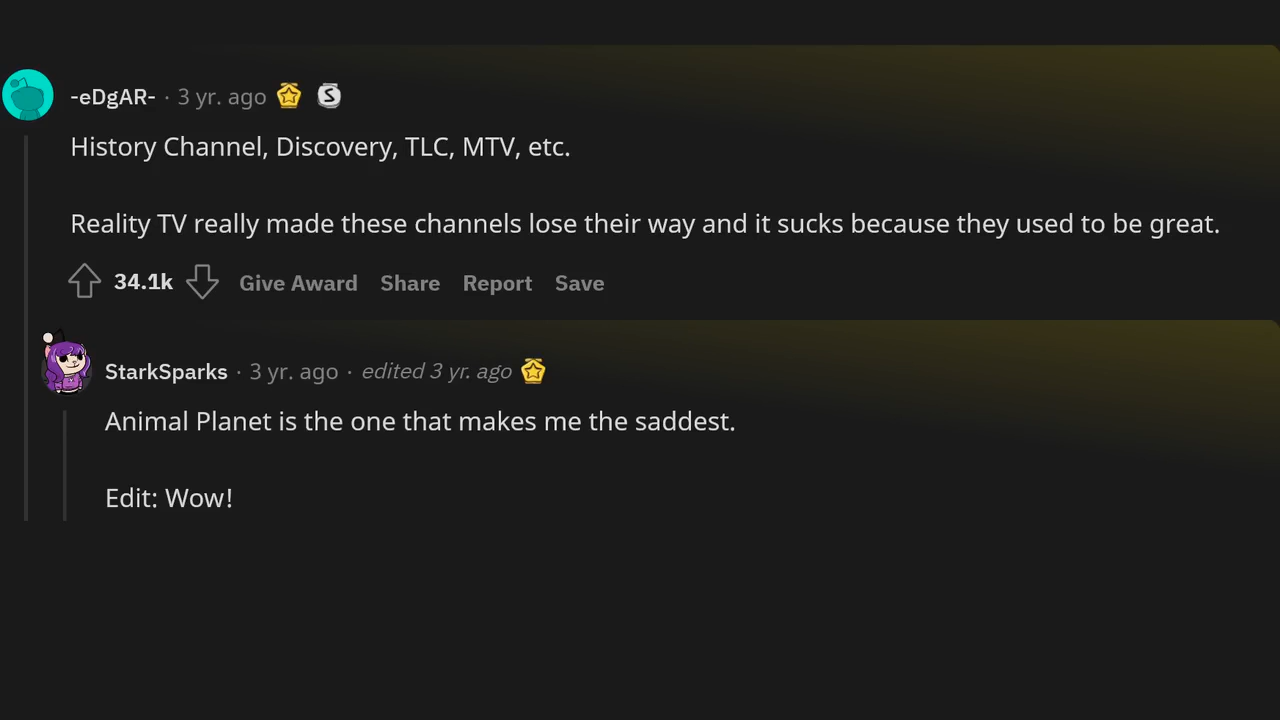 -eDgAR- · 3 yr. ago S
History Channel, Discovery, TLC, MTV, etc.
Reality TV really made these channels lose their way and it sucks because they used to be great.
34.1k Give Award Share Report Save
StarkSparks · 3 yr. ago · edited 3 yr. ago
Animal Planet is the one that makes me the saddest.
Edit: Wow!